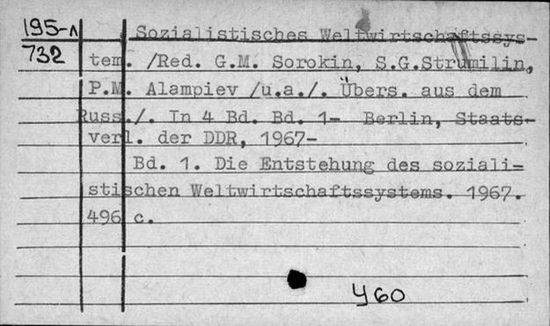 195-1
732
Sozialistisches Weltwirtschaftssys-
tem. /Red. G.M. Sorokin, S.G.Strumilin,
P.M. Alampiev /u.a./. Übers. aus dem
Russ./. In 4 Bd. Bd. 1- Berlin, Staats-
verl. der DDR, 1967-
Bd. 1. Die Entstehung des soziali-
stischen Weltwirtschaftssystems. 1967.
496 c.
У60